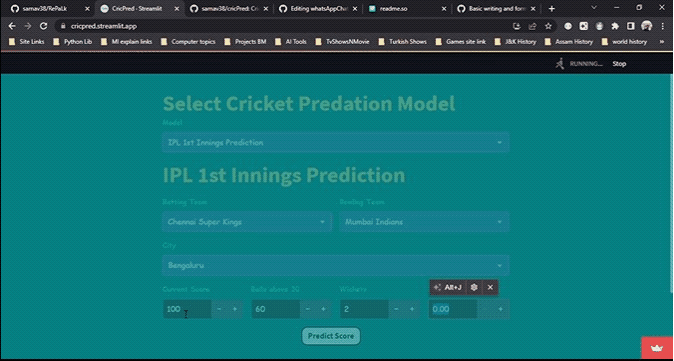 samnav38/RePaLk
CricPred - Streamlit
samnav38/cricPred: Cri
Editing whatsAppCha
readme.so
Basic writing and form
cricpred.streamlit.app
Site Links
Python Lib
Ml explain links
Computer topics
Projects BM
AI Tools
TvShowsNMovie
Turkish Shows
Games site link
J&K History
Assam History
world history
RUNNING...
Stop
Select Cricket Predation Model
Model
IPL 1st Innings Prediction
IPL 1st Innings Prediction
Batting Team
Bowling Team
Chennai Super Kings
Mumbai Indians
City
Bengaluru
Current Score
Balls above 30
Wickets
Alt+J
100
60
2
0.00
Predict Score